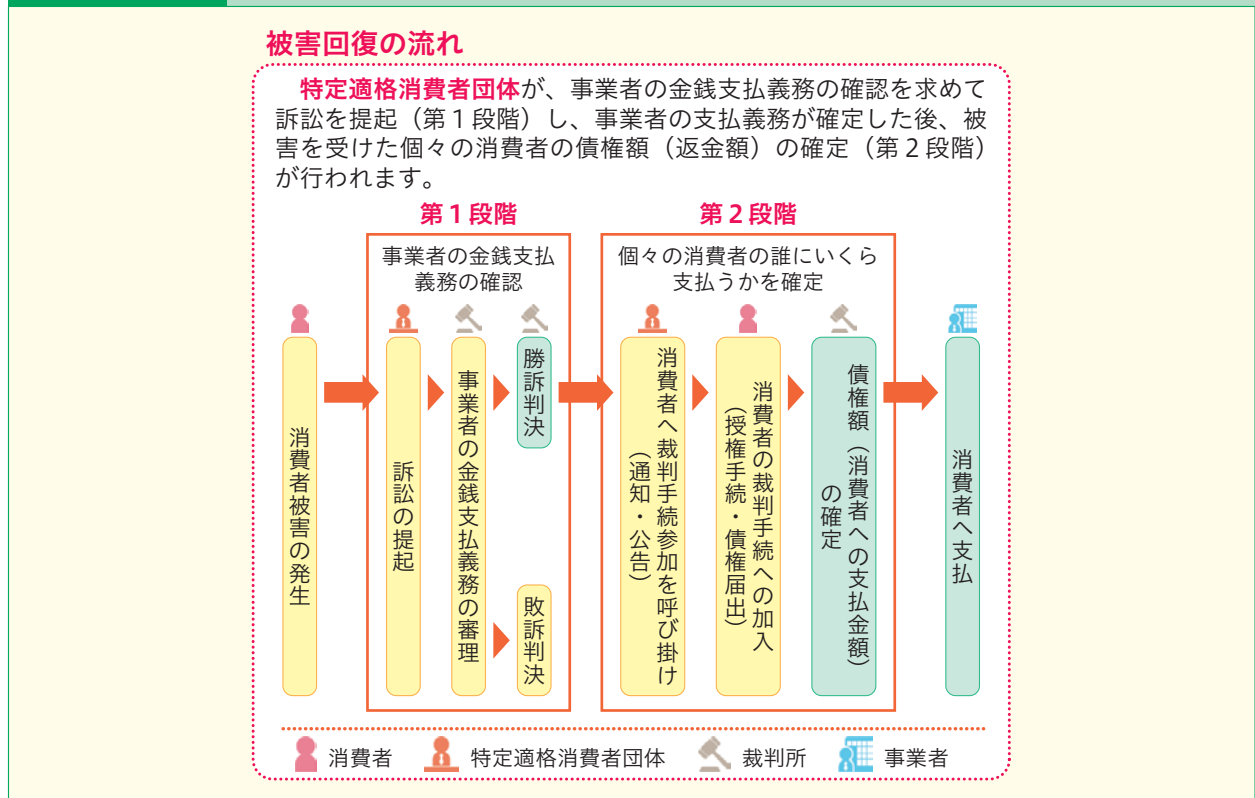 被害回復の流れ
特定適格消費者団体が、事業者の金銭支払義務の確認を求めて
訴訟を提起（第１段階）し、事業者の支払義務が確定した後、被
害を受けた個々の消費者の債権額（返金額）の確定（第２段階）
が行われます。
第１段階
事業者の金銭支払
義務の確認
第２段階
個々の消費者の誰にいくら
支払うかを確定
消費者被害の発生
訴訟の提起
事業者の金銭支払義務の審理
勝訴判決
敗訴判決
消費者へ裁判手続参加を呼び掛け
（通知・公告）
消費者の裁判手続への加入
（授権手続・債権届出）
債権額（消費者への支払金額）
の確定
消費者へ支払
消費者
特定適格消費者団体
裁判所
事業者